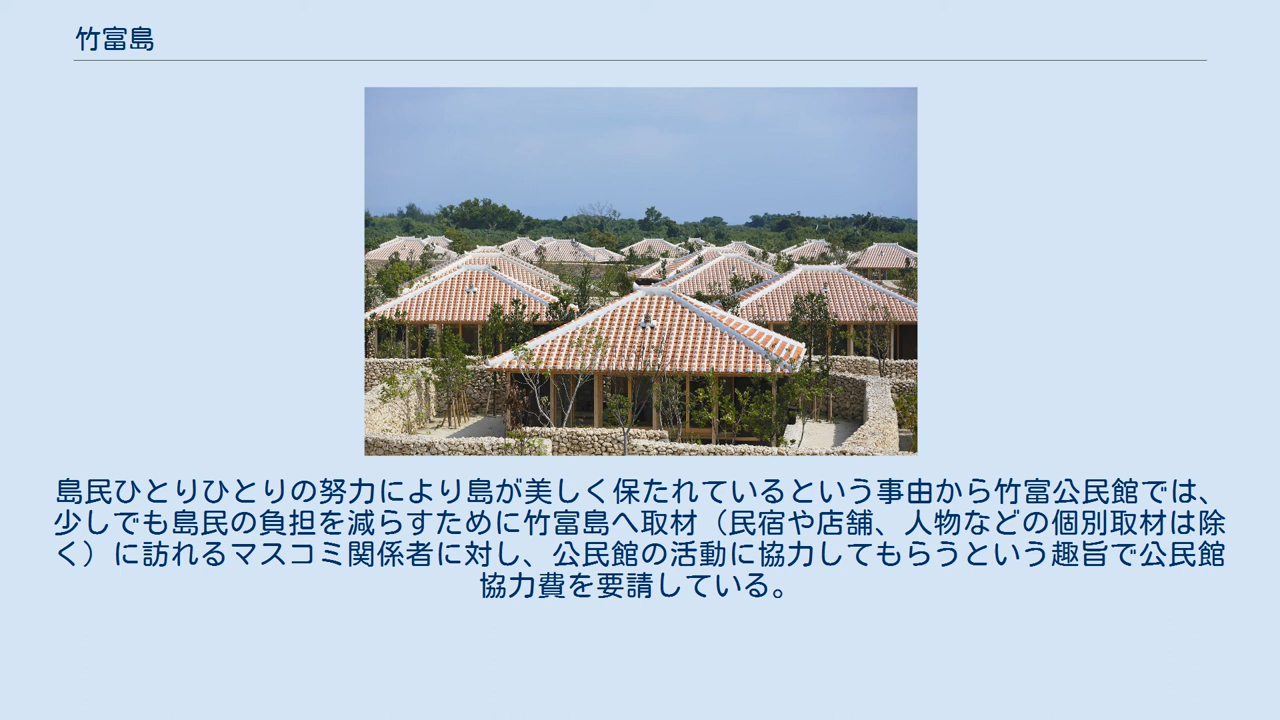 竹富島
島民ひとりひとりの努力により島が美しく保たれているという事由から竹富公民館では、
少しでも島民の負担を減らすために竹富島へ取材（民宿や店舗、人物などの個別取材は除
く）に訪れるマスコミ関係者に対し、公民館の活動に協力してもらうという趣旨で公民館
協力費を要請している。